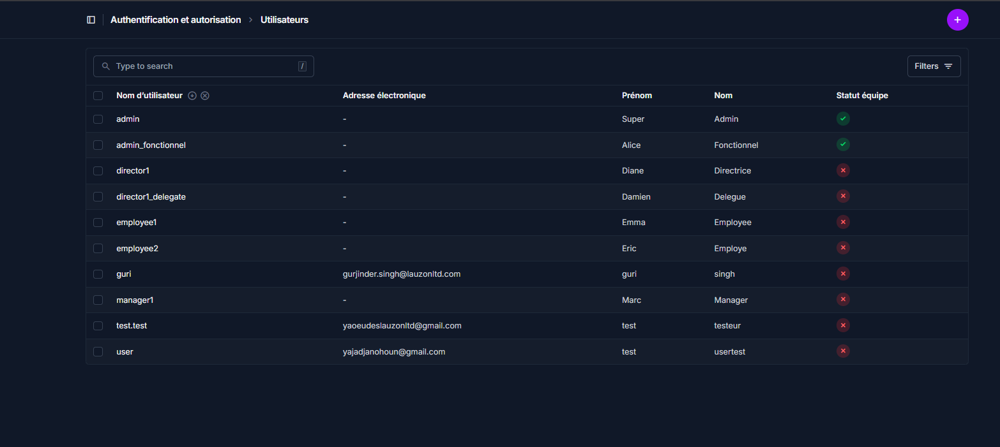 Authentification et autorisation > Utilisateurs
+
Type to search /
Filters
Nom d’utilisateur Adresse électronique Prénom Nom Statut équipe
admin - Super Admin
admin_fonctionnel - Alice Fonctionnel
director1 - Diane Directrice
director1_delegate - Damien Delegue
employee1 - Emma Employee
employee2 - Eric Employe
guri gurjinder.singh@lauzonltd.com guri singh
manager1 - Marc Manager
test.test yaoeudeslauzonltd@gmail.com test testeur
user yajadjanohoun@gmail.com test usertest